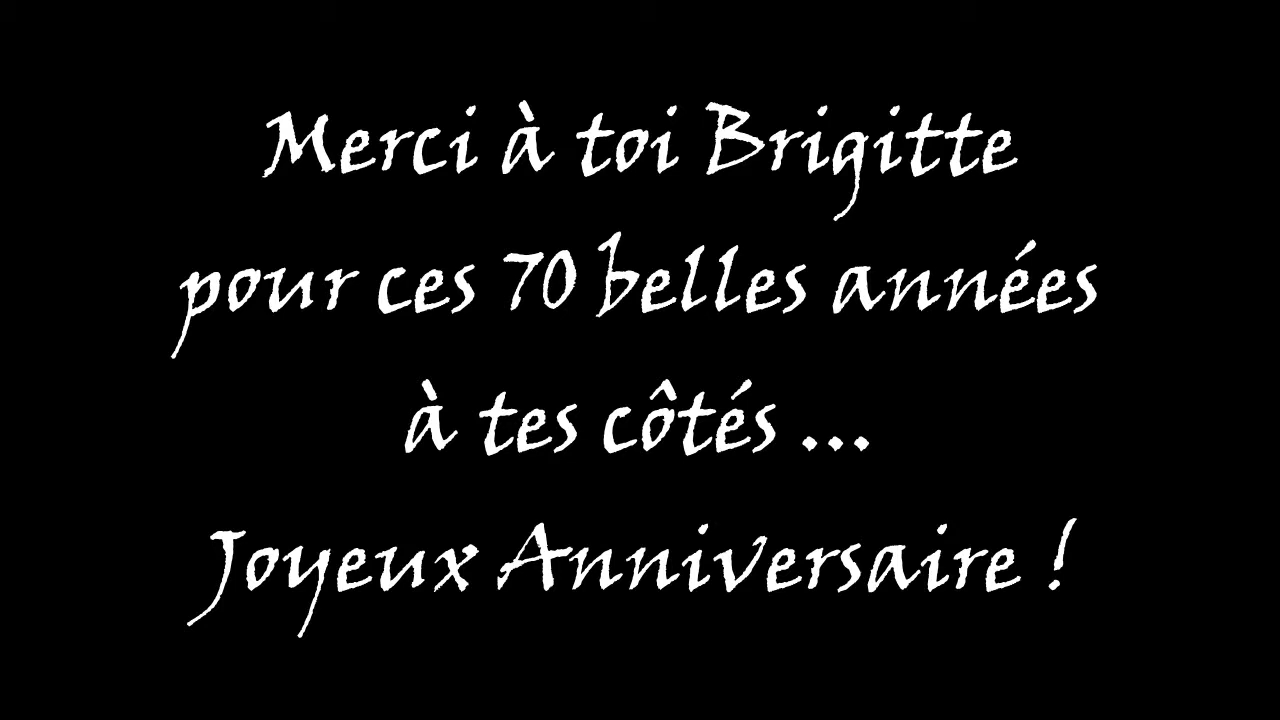 Merci à toi Brigitte
pour ces 70 belles années
à tes côtés ...
Joyeux Anniversaire !